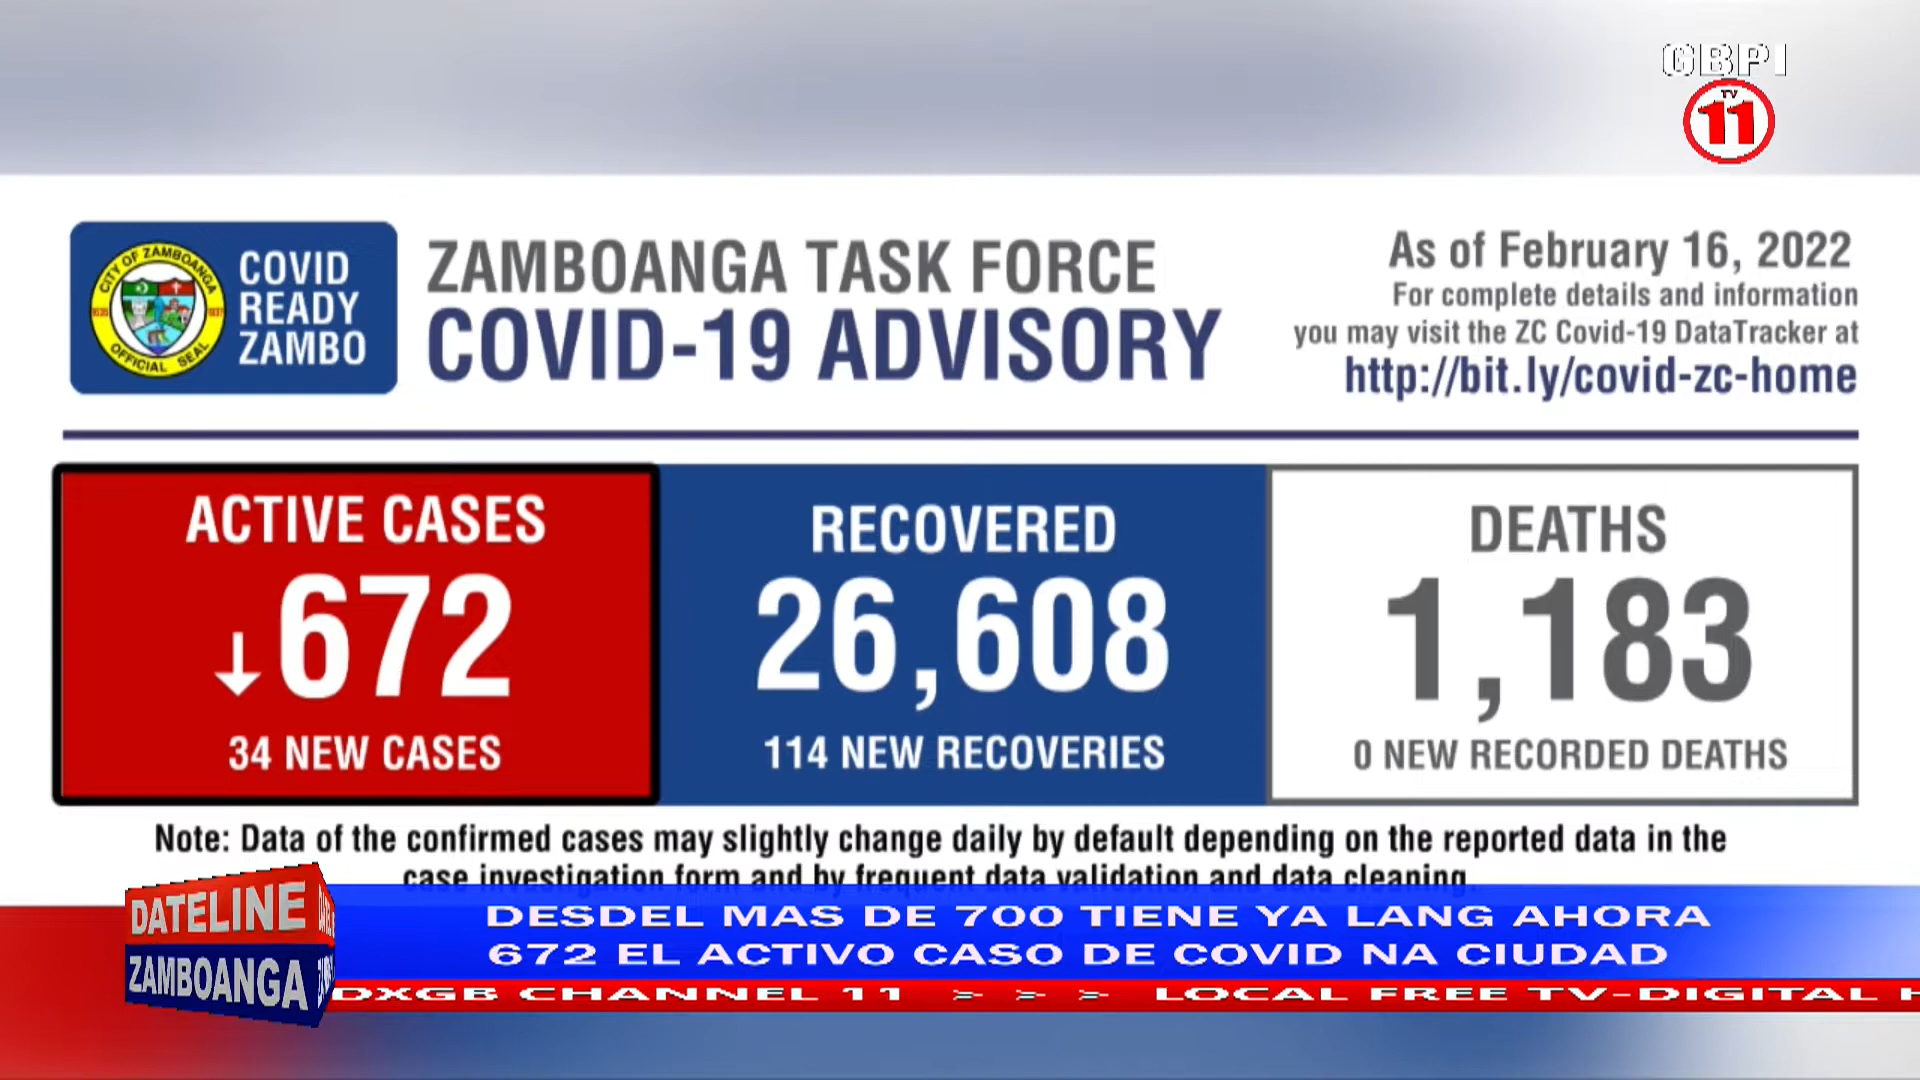 GBPI
TV
11
CITY OF ZAMBOANGA
OFFICIAL SEAL
COVID
READY
ZAMBO
ZAMBOANGA TASK FORCE
COVID-19 ADVISORY
As of February 16, 2022
For complete details and information
you may visit the ZC Covid-19 DataTracker at
http://bit.ly/covid-zc-home
ACTIVE CASES
↓672
34 NEW CASES
RECOVERED
26,608
114 NEW RECOVERIES
DEATHS
1,183
0 NEW RECORDED DEATHS
Note: Data of the confirmed cases may slightly change daily by default depending on the reported data in the
case investigation form and by frequent data validation and data cleaning.
DATELINE
ZAMBOANGA
DESDEL MAS DE 700 TIENE YA LANG AHORA
672 EL ACTIVO CASO DE COVID NA CIUDAD
DXGB CHANNEL 11 > > > LOCAL FREE TV-DIGITAL